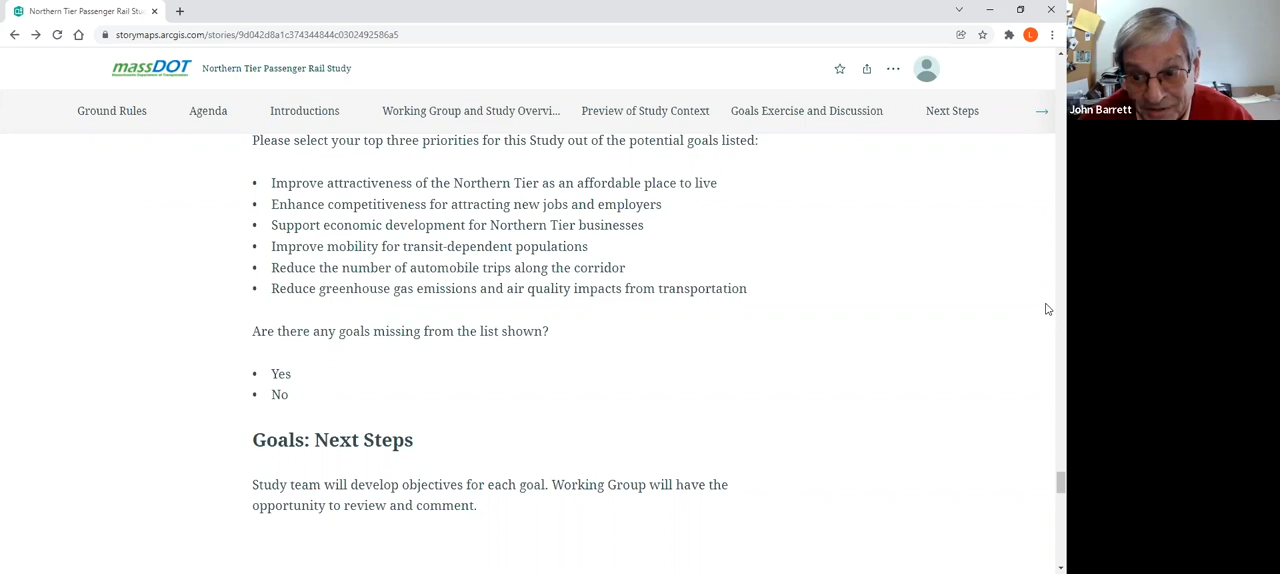 Northern Tier Passenger Rail Stu
storymaps.arcgis.com/stories/9d042d8a1c374344844c0302492586a5
L
massDOT
Massachusetts Department of Transportation
Northern Tier Passenger Rail Study
Ground Rules
Agenda
Introductions
Working Group and Study Overvi...
Preview of Study Context
Goals Exercise and Discussion
Next Steps
John Barrett
Please select your top three priorities for this Study out of the potential goals listed:
• Improve attractiveness of the Northern Tier as an affordable place to live
• Enhance competitiveness for attracting new jobs and employers
• Support economic development for Northern Tier businesses
• Improve mobility for transit-dependent populations
• Reduce the number of automobile trips along the corridor
• Reduce greenhouse gas emissions and air quality impacts from transportation
Are there any goals missing from the list shown?
• Yes
• No
Goals: Next Steps
Study team will develop objectives for each goal. Working Group will have the
opportunity to review and comment.